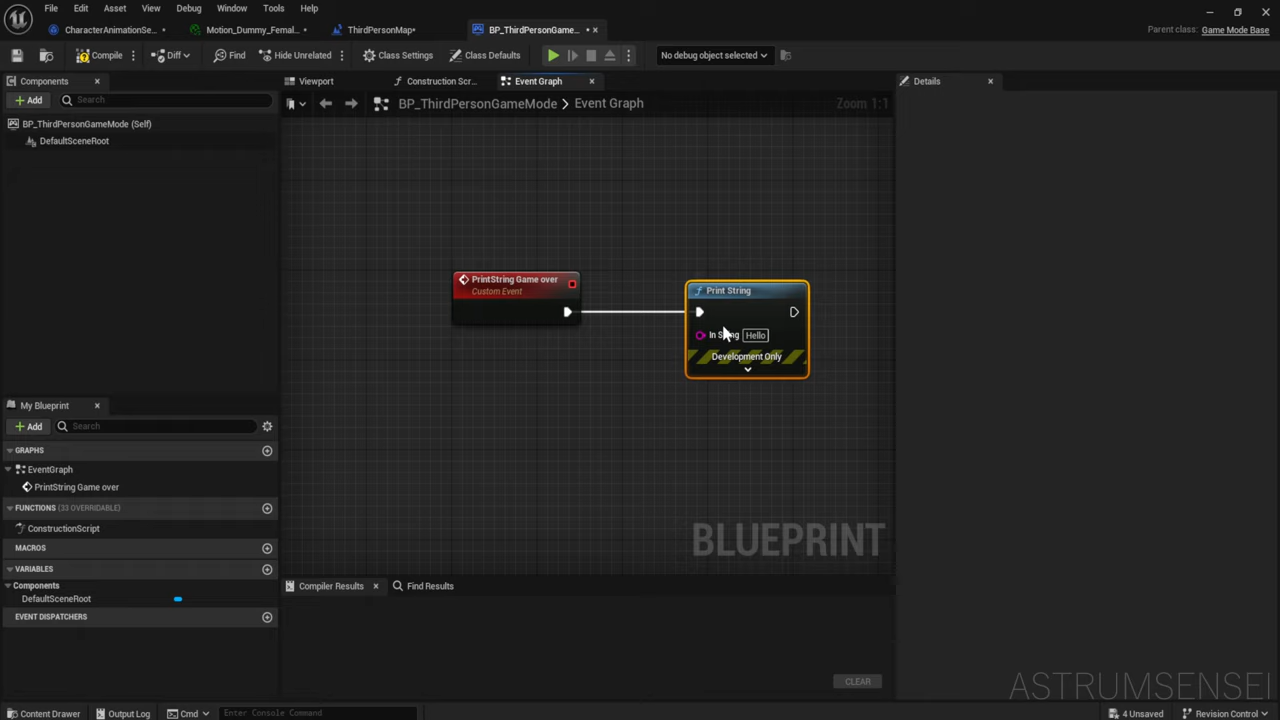 File Edit Asset View Debug Window Tools Help
CharacterAnimationSe... Motion_Dummy_Femal... ThirdPersonMap* BP_ThirdPersonGame...
Parent class: Game Mode Base
Compile Diff Find Hide Unrelated Class Settings Class Defaults No debug object selected
Components
Add Search
BP_ThirdPersonGameMode (Self)
DefaultSceneRoot
Viewport Construction Scr... Event Graph
BP_ThirdPersonGameMode > Event Graph Zoom 1:1
PrintString Game over
Custom Event
Print String
In String Hello
Development Only
BLUEPRINT
Details
My Blueprint
Add Search
GRAPHS
EventGraph
PrintString Game over
FUNCTIONS (33 OVERRIDABLE)
ConstructionScript
MACROS
VARIABLES
Components
DefaultSceneRoot
EVENT DISPATCHERS
Compiler Results Find Results
CLEAR
ASTRUMSENSEI
Content Drawer Output Log Cmd Enter Console Command 4 Unsaved Revision Control